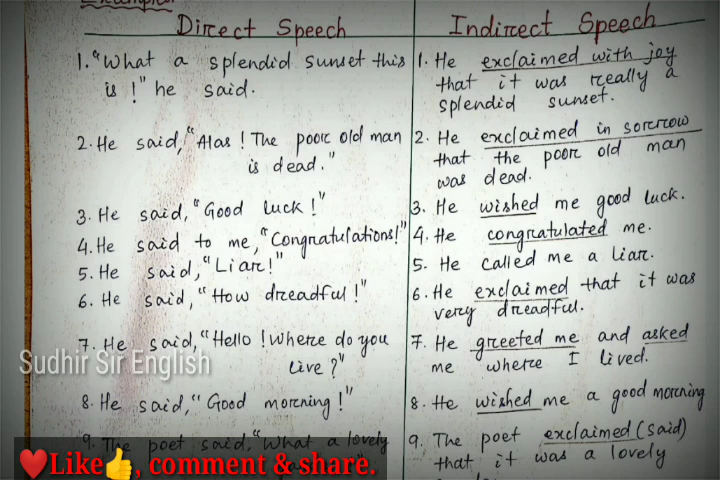 Examples
Direct Speech
Indirect Speech
1. "What a splendid sunset this
is !" he said.
1. He exclaimed with joy
that it was really a
splendid sunset.
2. He said, "Alas ! The poor old man
is dead."
2. He exclaimed in sorrow
that the poor old man
was dead.
3. He said, "Good luck !"
3. He wished me good luck.
4. He said to me, "Congratulations!"
4. He congratulated me.
5. He said, "Liar!"
5. He called me a liar.
6. He said, "How dreadful !"
6. He exclaimed that it was
very dreadful.
7. He said, "Hello ! Where do you
live ?"
7. He greeted me and asked
me where I lived.
8. He said, "Good morning !"
8. He wished me a good morning
9. The poet said, "What a lovely
9. The poet exclaimed (said)
that it was a lovely
Sudhir Sir English
❤️Like👍, comment & share.